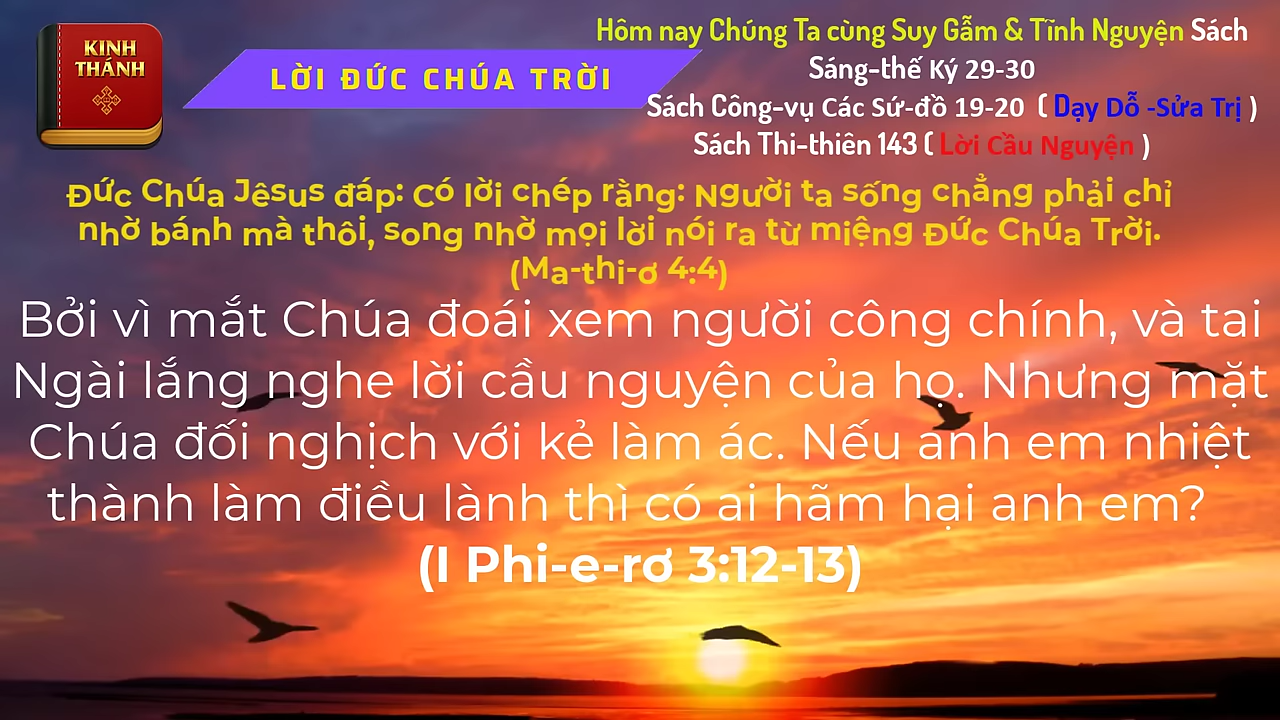 KINH
THÁNH
LỜI ĐỨC CHÚA TRỜI
Hôm nay Chúng Ta cùng Suy Gẫm & Tĩnh Nguyện Sách
Sáng-thế Ký 29-30
Sách Công-vụ Các Sứ-đồ 19-20 ( Dạy Dỗ -Sửa Trị )
Sách Thi-thiên 143 ( Lời Cầu Nguyện )
Đức Chúa Jêsus đáp: Có lời chép rằng: Người ta sống chẳng phải chỉ
nhờ bánh mà thôi, song nhờ mọi lời nói ra từ miệng Đức Chúa Trời.
(Ma-thi-ơ 4:4)
Bởi vì mắt Chúa đoái xem người công chính, và tai
Ngài lắng nghe lời cầu nguyện của họ. Nhưng mặt
Chúa đối nghịch với kẻ làm ác. Nếu anh em nhiệt
thành làm điều lành thì có ai hãm hại anh em?
(I Phi-e-rơ 3:12-13)